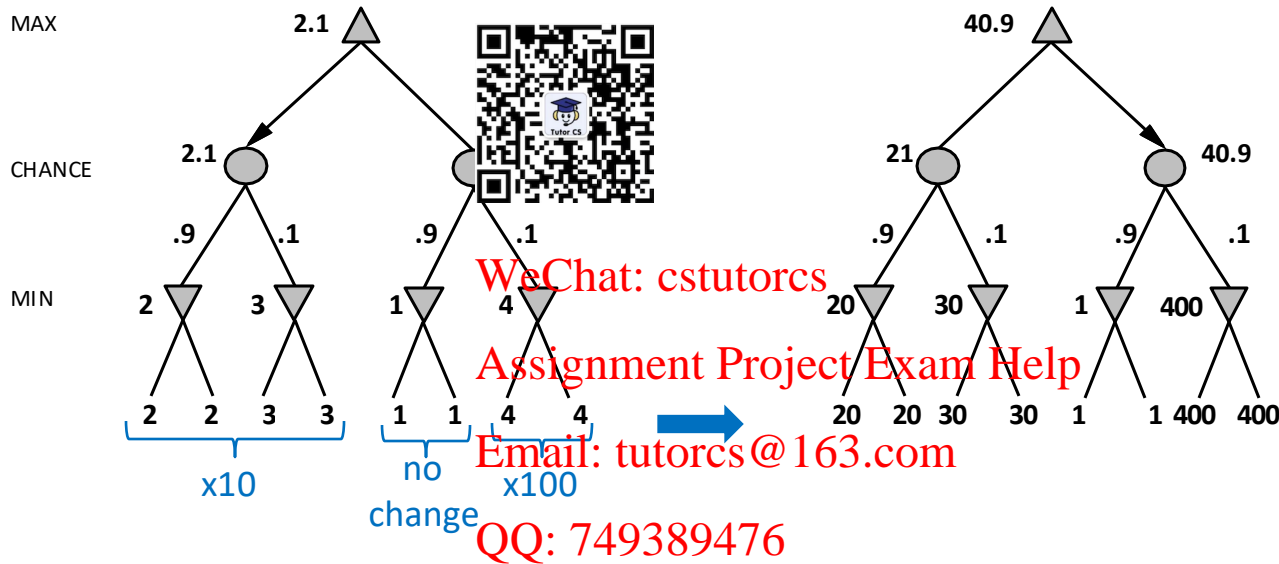 MAX 2.1 40.9
Tutor CS
CHANCE 2.1 21 40.9
.9 .1 .9 .1 .9 .1 .9 .1
WeChat: cstutorcs
MIN 2 3 1 4 20 30 1 400
Assignment Project Exam Help
2 2 3 3 1 1 4 4 20 20 30 30 1 1 400 400
Email: tutorcs@163.com
x10 no change x100
QQ: 749389476